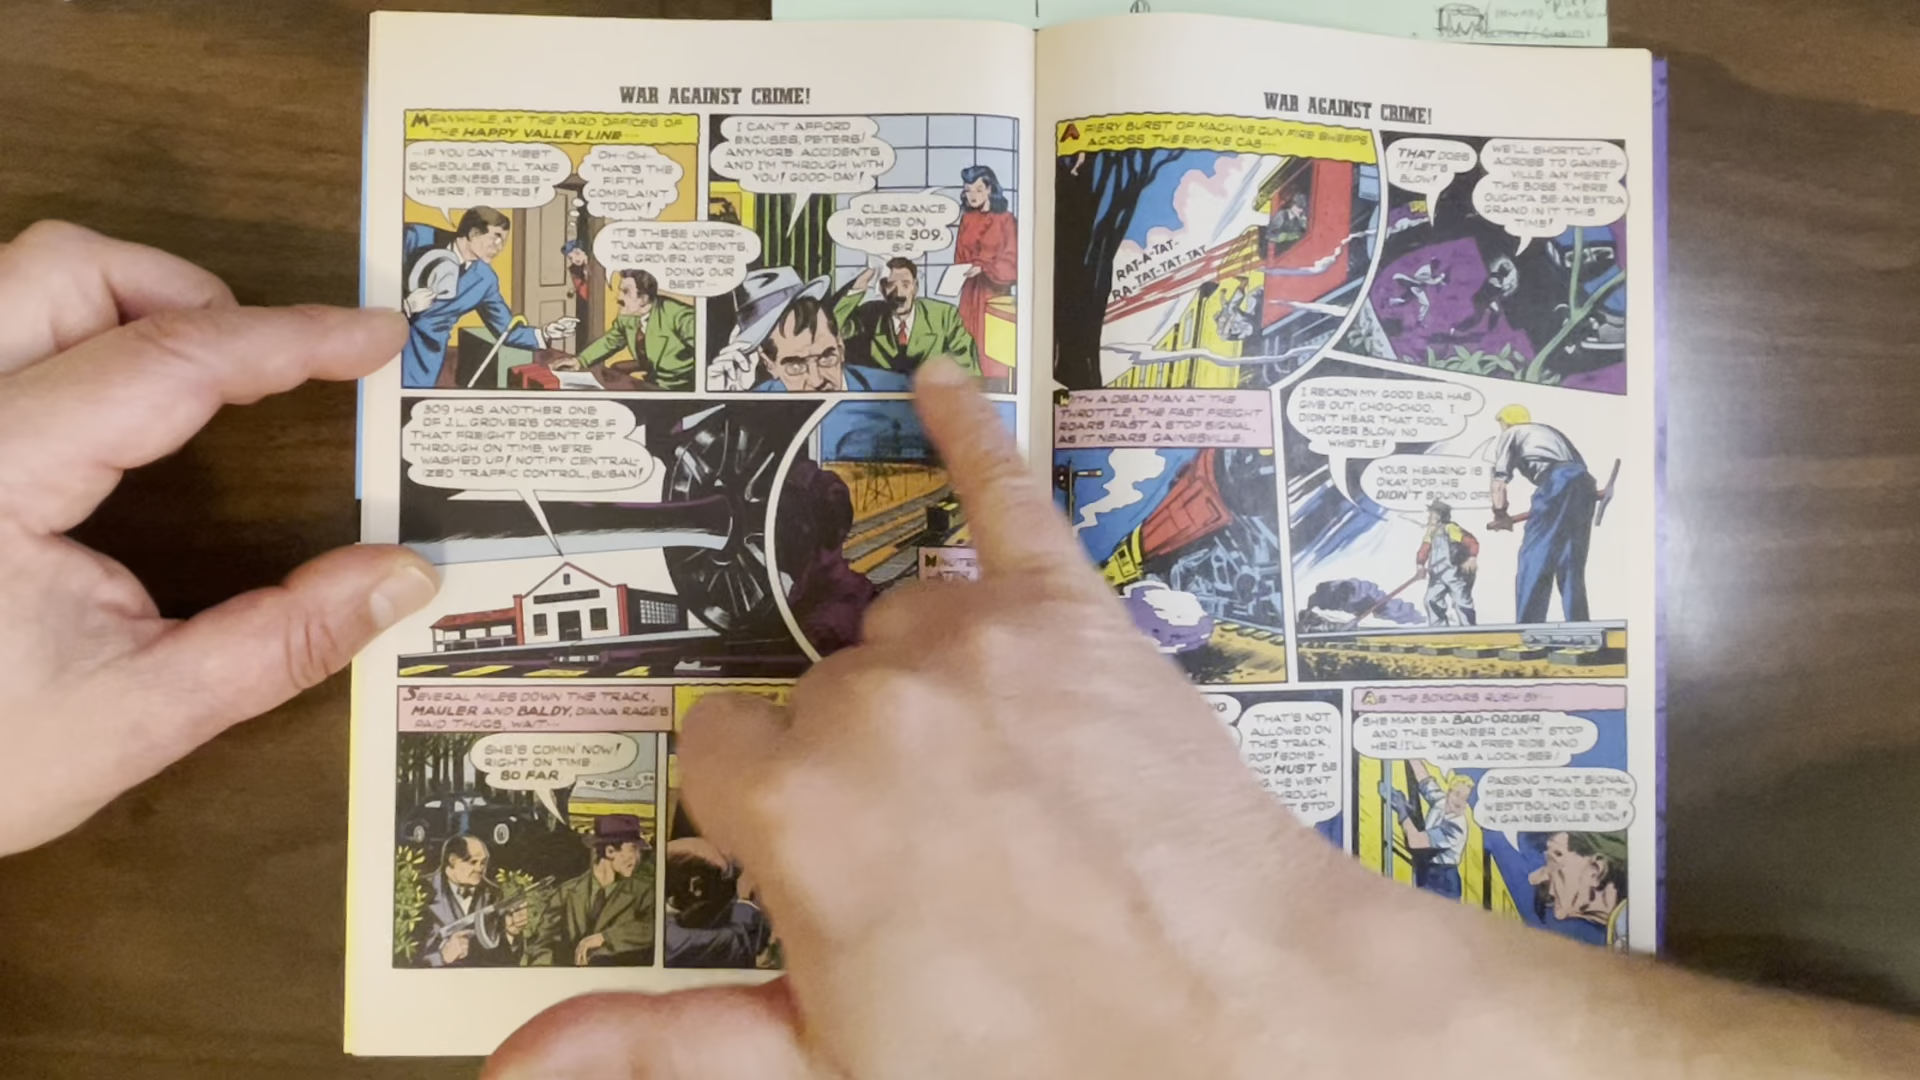 WAR AGAINST CRIME!
MEANWHILE, AT THE YARD OFFICES OF
THE HAPPY VALLEY LINE---
---IF YOU CAN'T MEET
SCHEDULES, I'LL TAKE
MY BUSINESS ELSE-
WHERE, PETERS!
OH-OH--
THAT'S THE
FIFTH
COMPLAINT
TODAY!
IT'S THESE UNFOR-
TUNATE ACCIDENTS,
MR. GROVER. WE'RE
DOING OUR
BEST---
I CAN'T AFFORD
EXCUSES, PETERS!
ANYMORE ACCIDENTS
AND I'M THROUGH WITH
YOU! GOOD-DAY!
CLEARANCE
PAPERS ON
NUMBER 309,
SIR.
309 HAS ANOTHER ONE
OF J.L. GROVER'S ORDERS. IF
THAT FREIGHT DOESN'T GET
THROUGH ON TIME, WE'RE
WASHED UP! NOTIFY CENTRAL-
IZED TRAFFIC CONTROL, SUSAN!
MINUTES
LATER
SEVERAL MILES DOWN THE TRACK,
MAULER AND BALDY, DIANA RAGE'S
PAID THUGS, WAIT---
SHE'S COMIN' NOW!
RIGHT ON TIME...
SO FAR.
WAR AGAINST CRIME!
A FIERY BURST OF MACHINE GUN FIRE SWEEPS
ACROSS THE ENGINE CAB---
RAT-A-TAT-
TAT-TAT-TAT
RA-
THAT DOES
IT! LET'S
BLOW!
WE'LL SHORTCUT
ACROSS TO GAINES-
VILLE AN' MEET
THE BOSS. THERE
OUGHTA BE AN EXTRA
GRAND IN IT THIS
TIME!
WITH A DEAD MAN AT THE
THROTTLE, THE FAST FREIGHT
ROARS PAST A STOP SIGNAL,
AS IT NEARS GAINESVILLE.
I RECKON MY GOOD EAR HAS
GIVE OUT, CHOO-CHOO. I
DIDN'T HEAR THAT FOOL
HOGGER BLOW NO
WHISTLE!
YOUR HEARING IS
OKAY, POP. HE
DIDN'T SOUND OFF
THAT'S NOT
ALLOWED ON
THIS TRACK,
POP! SOME-
MUST BE
HE WENT
STOP
AS THE BOXCARS RUSH BY---
SHE MAY BE A BAD-ORDER,
AND THE ENGINEER CAN'T STOP
HER! I'LL TAKE A FREE RIDE AND
HAVE A LOOK-SEE!
PASSING THAT SIGNAL
MEANS TROUBLE! THE
WESTBOUND IS DUE
IN GAINESVILLE NOW!